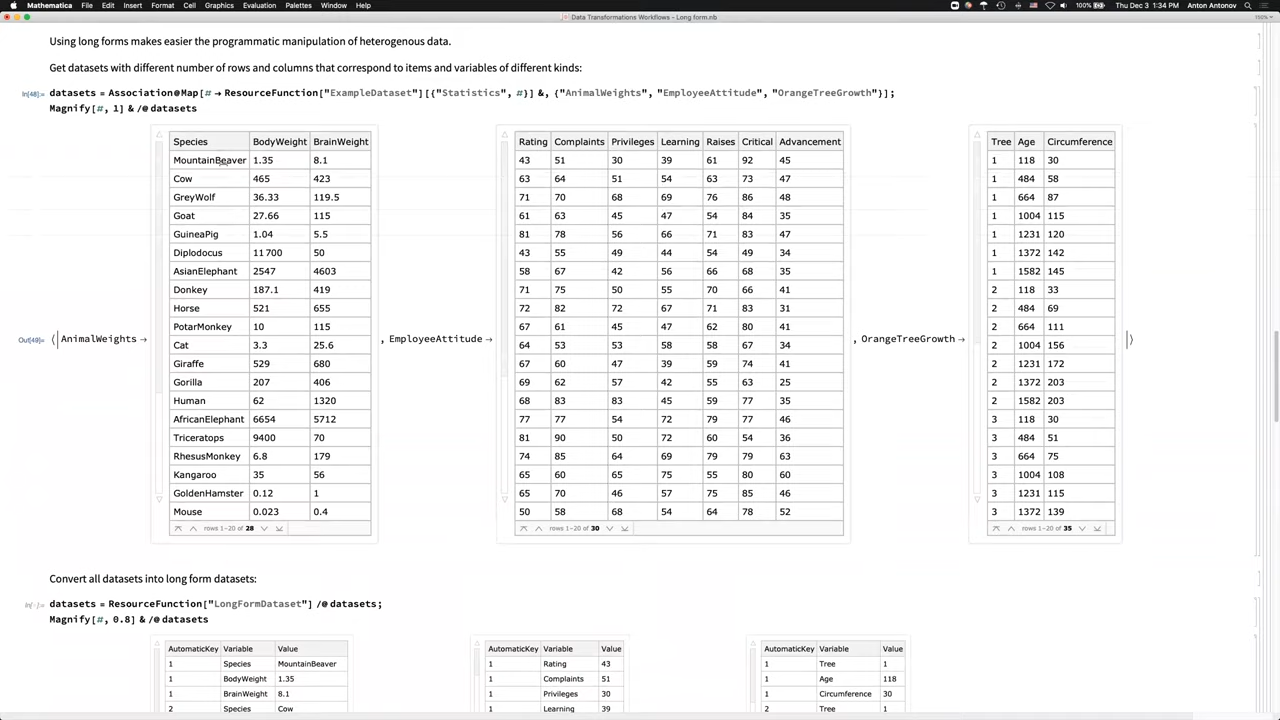 Mathematica File Edit Insert Format Cell Graphics Evaluation Palettes Window Help 100% Thu Dec 3 1:34 PM Anton Antonov
Data Transformations Workflows - Long form.nb
150%
Using long forms makes easier the programmatic manipulation of heterogenous data.
Get datasets with different number of rows and columns that correspond to items and variables of different kinds:
In[48]:= datasets = Association@Map[# → ResourceFunction["ExampleDataset"][{"Statistics", #}] &, {"AnimalWeights", "EmployeeAttitude", "OrangeTreeGrowth"}];
Magnify[#, 1] & /@ datasets
Species BodyWeight BrainWeight Rating Complaints Privileges Learning Raises Critical Advancement Tree Age Circumference
MountainBeaver 1.35 8.1 43 51 30 39 61 92 45 1 118 30
Cow 465 423 63 64 51 54 63 73 47 1 484 58
GreyWolf 36.33 119.5 71 70 68 69 76 86 48 1 664 87
Goat 27.66 115 61 63 45 47 54 84 35 1 1004 115
GuineaPig 1.04 5.5 81 78 56 66 71 83 47 1 1231 120
Diplodocus 11 700 50 43 55 49 44 54 49 34 1 1372 142
AsianElephant 2547 4603 58 67 42 56 66 68 35 1 1582 145
Donkey 187.1 419 71 75 50 55 70 66 41 2 118 33
Horse 521 655 72 82 72 67 71 83 31 2 484 69
PotarMonkey 10 115 67 61 45 47 62 80 41 2 664 111
Out[49]= ⟨| AnimalWeights → , EmployeeAttitude → , OrangeTreeGrowth → |⟩
Cat 3.3 25.6 64 53 53 58 58 67 34 2 1004 156
Giraffe 529 680 67 60 47 39 59 74 41 2 1231 172
Gorilla 207 406 69 62 57 42 55 63 25 2 1372 203
Human 62 1320 68 83 83 45 59 77 35 2 1582 203
AfricanElephant 6654 5712 77 77 54 72 79 77 46 3 118 30
Triceratops 9400 70 81 90 50 72 60 54 36 3 484 51
RhesusMonkey 6.8 179 74 85 64 69 79 79 63 3 664 75
Kangaroo 35 56 65 60 65 75 55 80 60 3 1004 108
GoldenHamster 0.12 1 65 70 46 57 75 85 46 3 1231 115
Mouse 0.023 0.4 50 58 68 54 64 78 52 3 1372 139
rows 1–20 of 28 rows 1–20 of 30 rows 1–20 of 35
Convert all datasets into long form datasets:
In[·]:= datasets = ResourceFunction["LongFormDataset"] /@ datasets;
Magnify[#, 0.8] & /@ datasets
AutomaticKey Variable Value AutomaticKey Variable Value AutomaticKey Variable Value
1 Species MountainBeaver 1 Rating 43 1 Tree 1
1 BodyWeight 1.35 1 Complaints 51 1 Age 118
1 BrainWeight 8.1 1 Privileges 30 1 Circumference 30
2 Species Cow 1 Learning 39 2 Tree 1